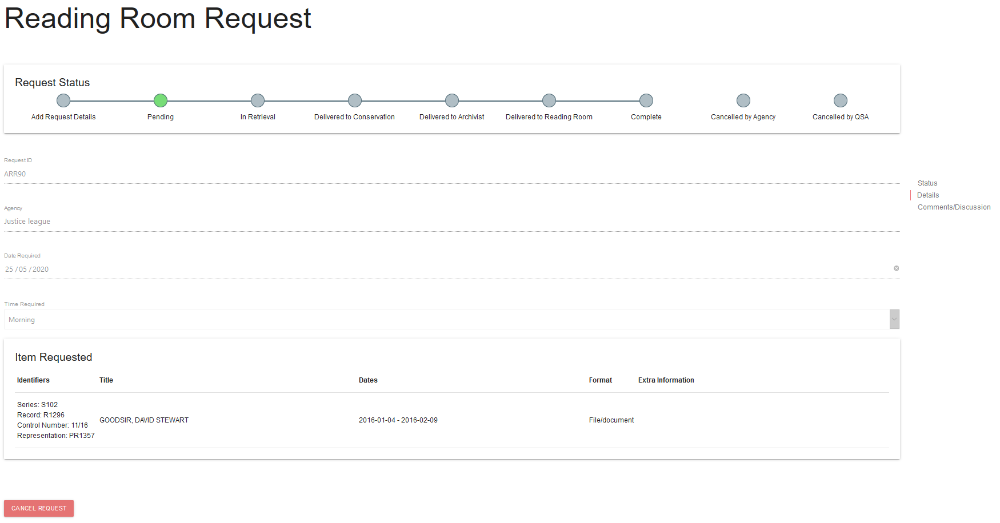 Reading Room Request
Request Status
Add Request Details Pending In Retrieval Delivered to Conservation Delivered to Archivist Delivered to Reading Room Complete Cancelled by Agency Cancelled by QSA
Request ID
ARR90
Status
Details
Comments/Discussion
Agency
Justice league
Date Required
25 / 05 / 2020
Time Required
Morning
Item Requested
Identifiers Title Dates Format Extra Information
Series: S102
Record: R1296
Control Number: 11/16
Representation: PR1357
GOODSIR, DAVID STEWART 2016-01-04 - 2016-02-09 File/document
CANCEL REQUEST